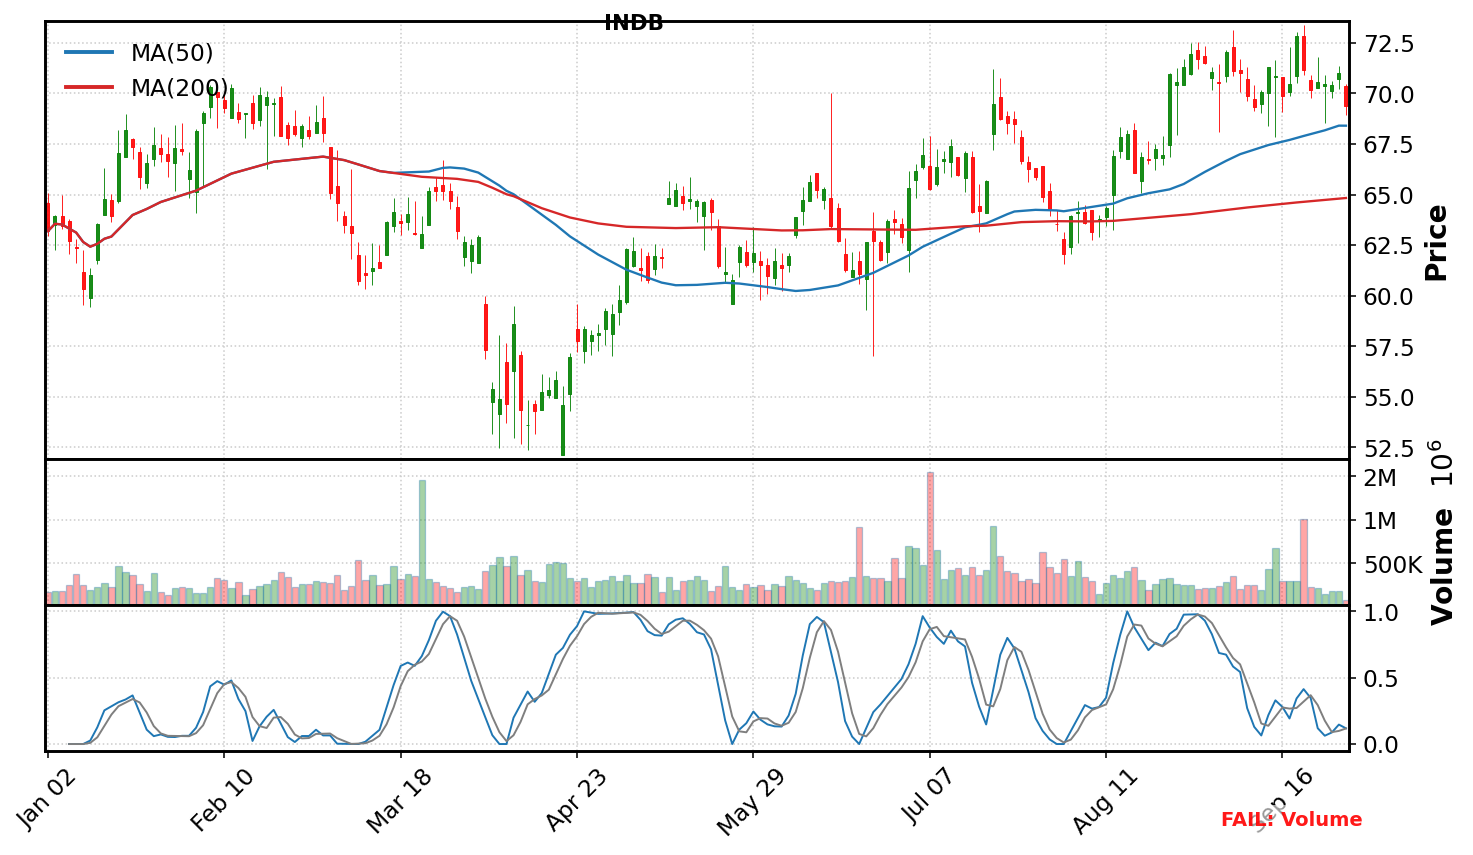 INDB
MA(50)
MA(200)
72.5
70.0
67.5
65.0
62.5
60.0
57.5
55.0
52.5
Price
2M
1M
500K
Volume 10⁶
1.0
0.5
0.0
Jan 02
Feb 10
Mar 18
Apr 23
May 29
Jul 07
Aug 11
Sep 16
FAIL: Volume